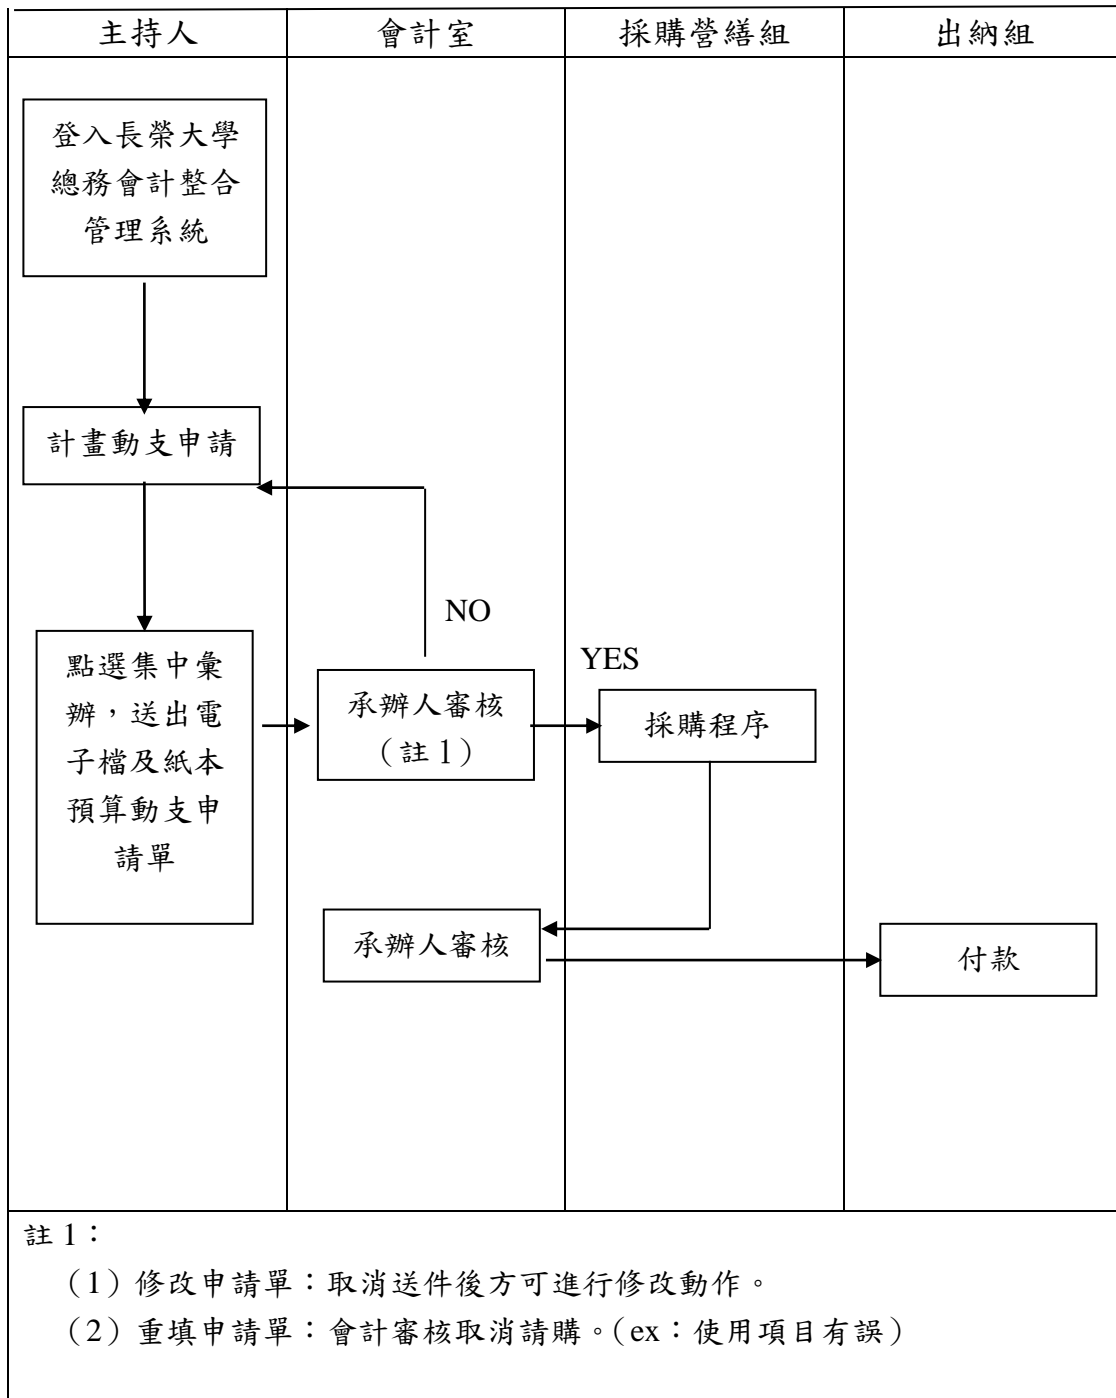 主持人
會計室
採購營繕組
出納組
登入長榮大學
總務會計整合
管理系統
計畫動支申請
NO
YES
點選集中彙
辦，送出電
子檔及紙本
預算動支申
請單
承辦人審核
（註1）
採購程序
承辦人審核
付款
註1：
（1）修改申請單：取消送件後方可進行修改動作。
（2）重填申請單：會計審核取消請購。（ex：使用項目有誤）